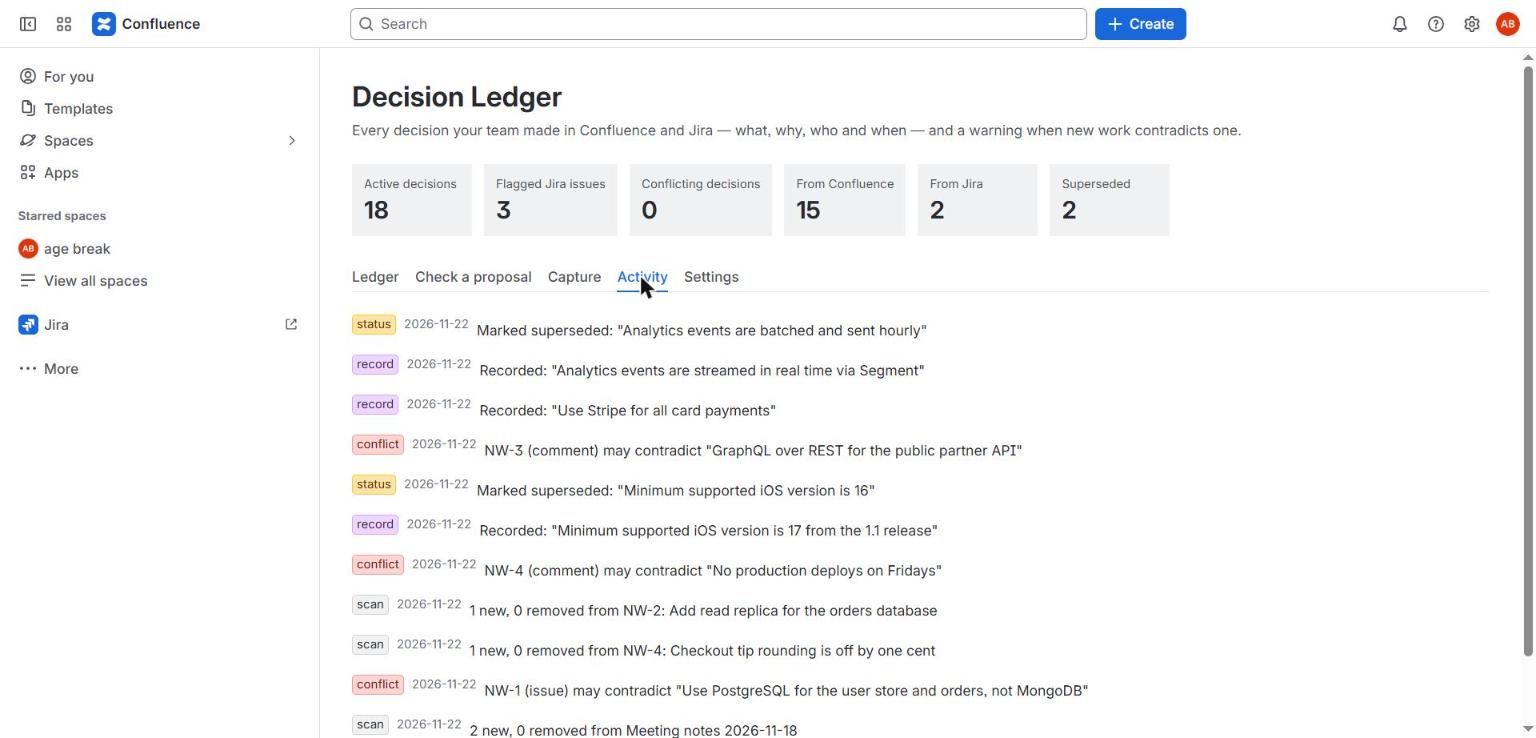 Confluence
Search
+ Create
AB
For you
Templates
Spaces
Apps
Starred spaces
AB age break
View all spaces
Jira
More
Decision Ledger
Every decision your team made in Confluence and Jira — what, why, who and when — and a warning when new work contradicts one.
Active decisions
18
Flagged Jira issues
3
Conflicting decisions
0
From Confluence
15
From Jira
2
Superseded
2
Ledger Check a proposal Capture Activity Settings
status 2026-11-22 Marked superseded: "Analytics events are batched and sent hourly"
record 2026-11-22 Recorded: "Analytics events are streamed in real time via Segment"
record 2026-11-22 Recorded: "Use Stripe for all card payments"
conflict 2026-11-22 NW-3 (comment) may contradict "GraphQL over REST for the public partner API"
status 2026-11-22 Marked superseded: "Minimum supported iOS version is 16"
record 2026-11-22 Recorded: "Minimum supported iOS version is 17 from the 1.1 release"
conflict 2026-11-22 NW-4 (comment) may contradict "No production deploys on Fridays"
scan 2026-11-22 1 new, 0 removed from NW-2: Add read replica for the orders database
scan 2026-11-22 1 new, 0 removed from NW-4: Checkout tip rounding is off by one cent
conflict 2026-11-22 NW-1 (issue) may contradict "Use PostgreSQL for the user store and orders, not MongoDB"
scan 2026-11-22 2 new, 0 removed from Meeting notes 2026-11-18